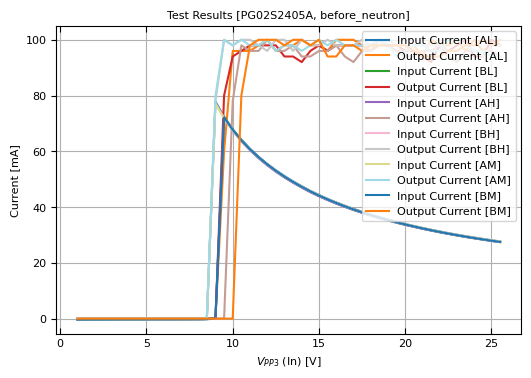 Test Results [PG02S2405A, before_neutron]
100
80
60
40
20
0
Current [mA]
0 5 10 15 20 25
V_PP3 (In) [V]
Input Current [AL]
Output Current [AL]
Input Current [BL]
Output Current [BL]
Input Current [AH]
Output Current [AH]
Input Current [BH]
Output Current [BH]
Input Current [AM]
Output Current [AM]
Input Current [BM]
Output Current [BM]